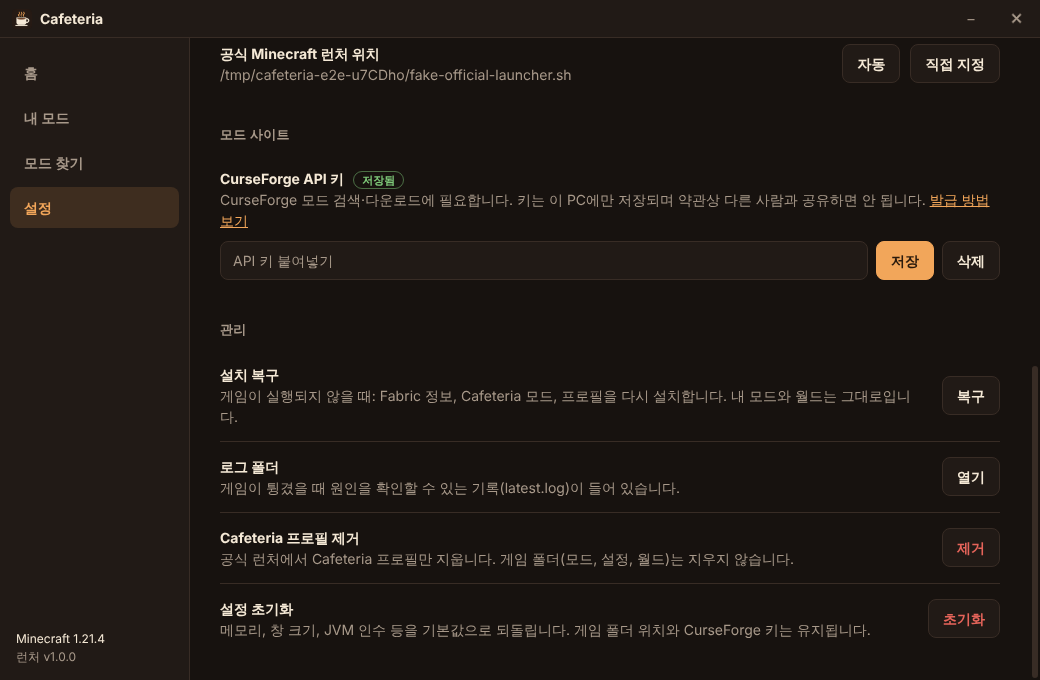 Cafeteria
홈
내 모드
모드 찾기
설정
Minecraft 1.21.4
런처 v1.0.0
공식 Minecraft 런처 위치
/tmp/cafeteria-e2e-u7CDho/fake-official-launcher.sh
자동
직접 지정
모드 사이트
CurseForge API 키 저장됨
CurseForge 모드 검색·다운로드에 필요합니다. 키는 이 PC에만 저장되며 약관상 다른 사람과 공유하면 안 됩니다. 발급 방법
보기
API 키 붙여넣기
저장
삭제
관리
설치 복구
게임이 실행되지 않을 때: Fabric 정보, Cafeteria 모드, 프로필을 다시 설치합니다. 내 모드와 월드는 그대로입니
다.
복구
로그 폴더
게임이 튕겼을 때 원인을 확인할 수 있는 기록(latest.log)이 들어 있습니다.
열기
Cafeteria 프로필 제거
공식 런처에서 Cafeteria 프로필만 지웁니다. 게임 폴더(모드, 설정, 월드)는 지우지 않습니다.
제거
설정 초기화
메모리, 창 크기, JVM 인수 등을 기본값으로 되돌립니다. 게임 폴더 위치와 CurseForge 키는 유지됩니다.
초기화